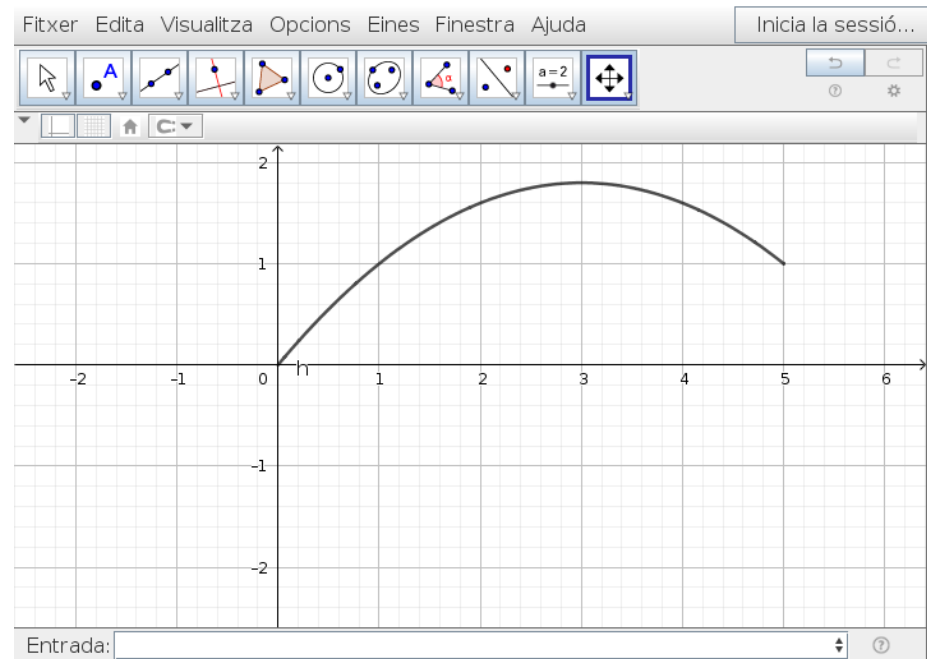 Fitxer Edita Visualitza Opcions Eines Finestra Ajuda Inicia la sessió...
A α a=2
2
1
h
-2 -1 0 1 2 3 4 5 6
-1
-2
Entrada: